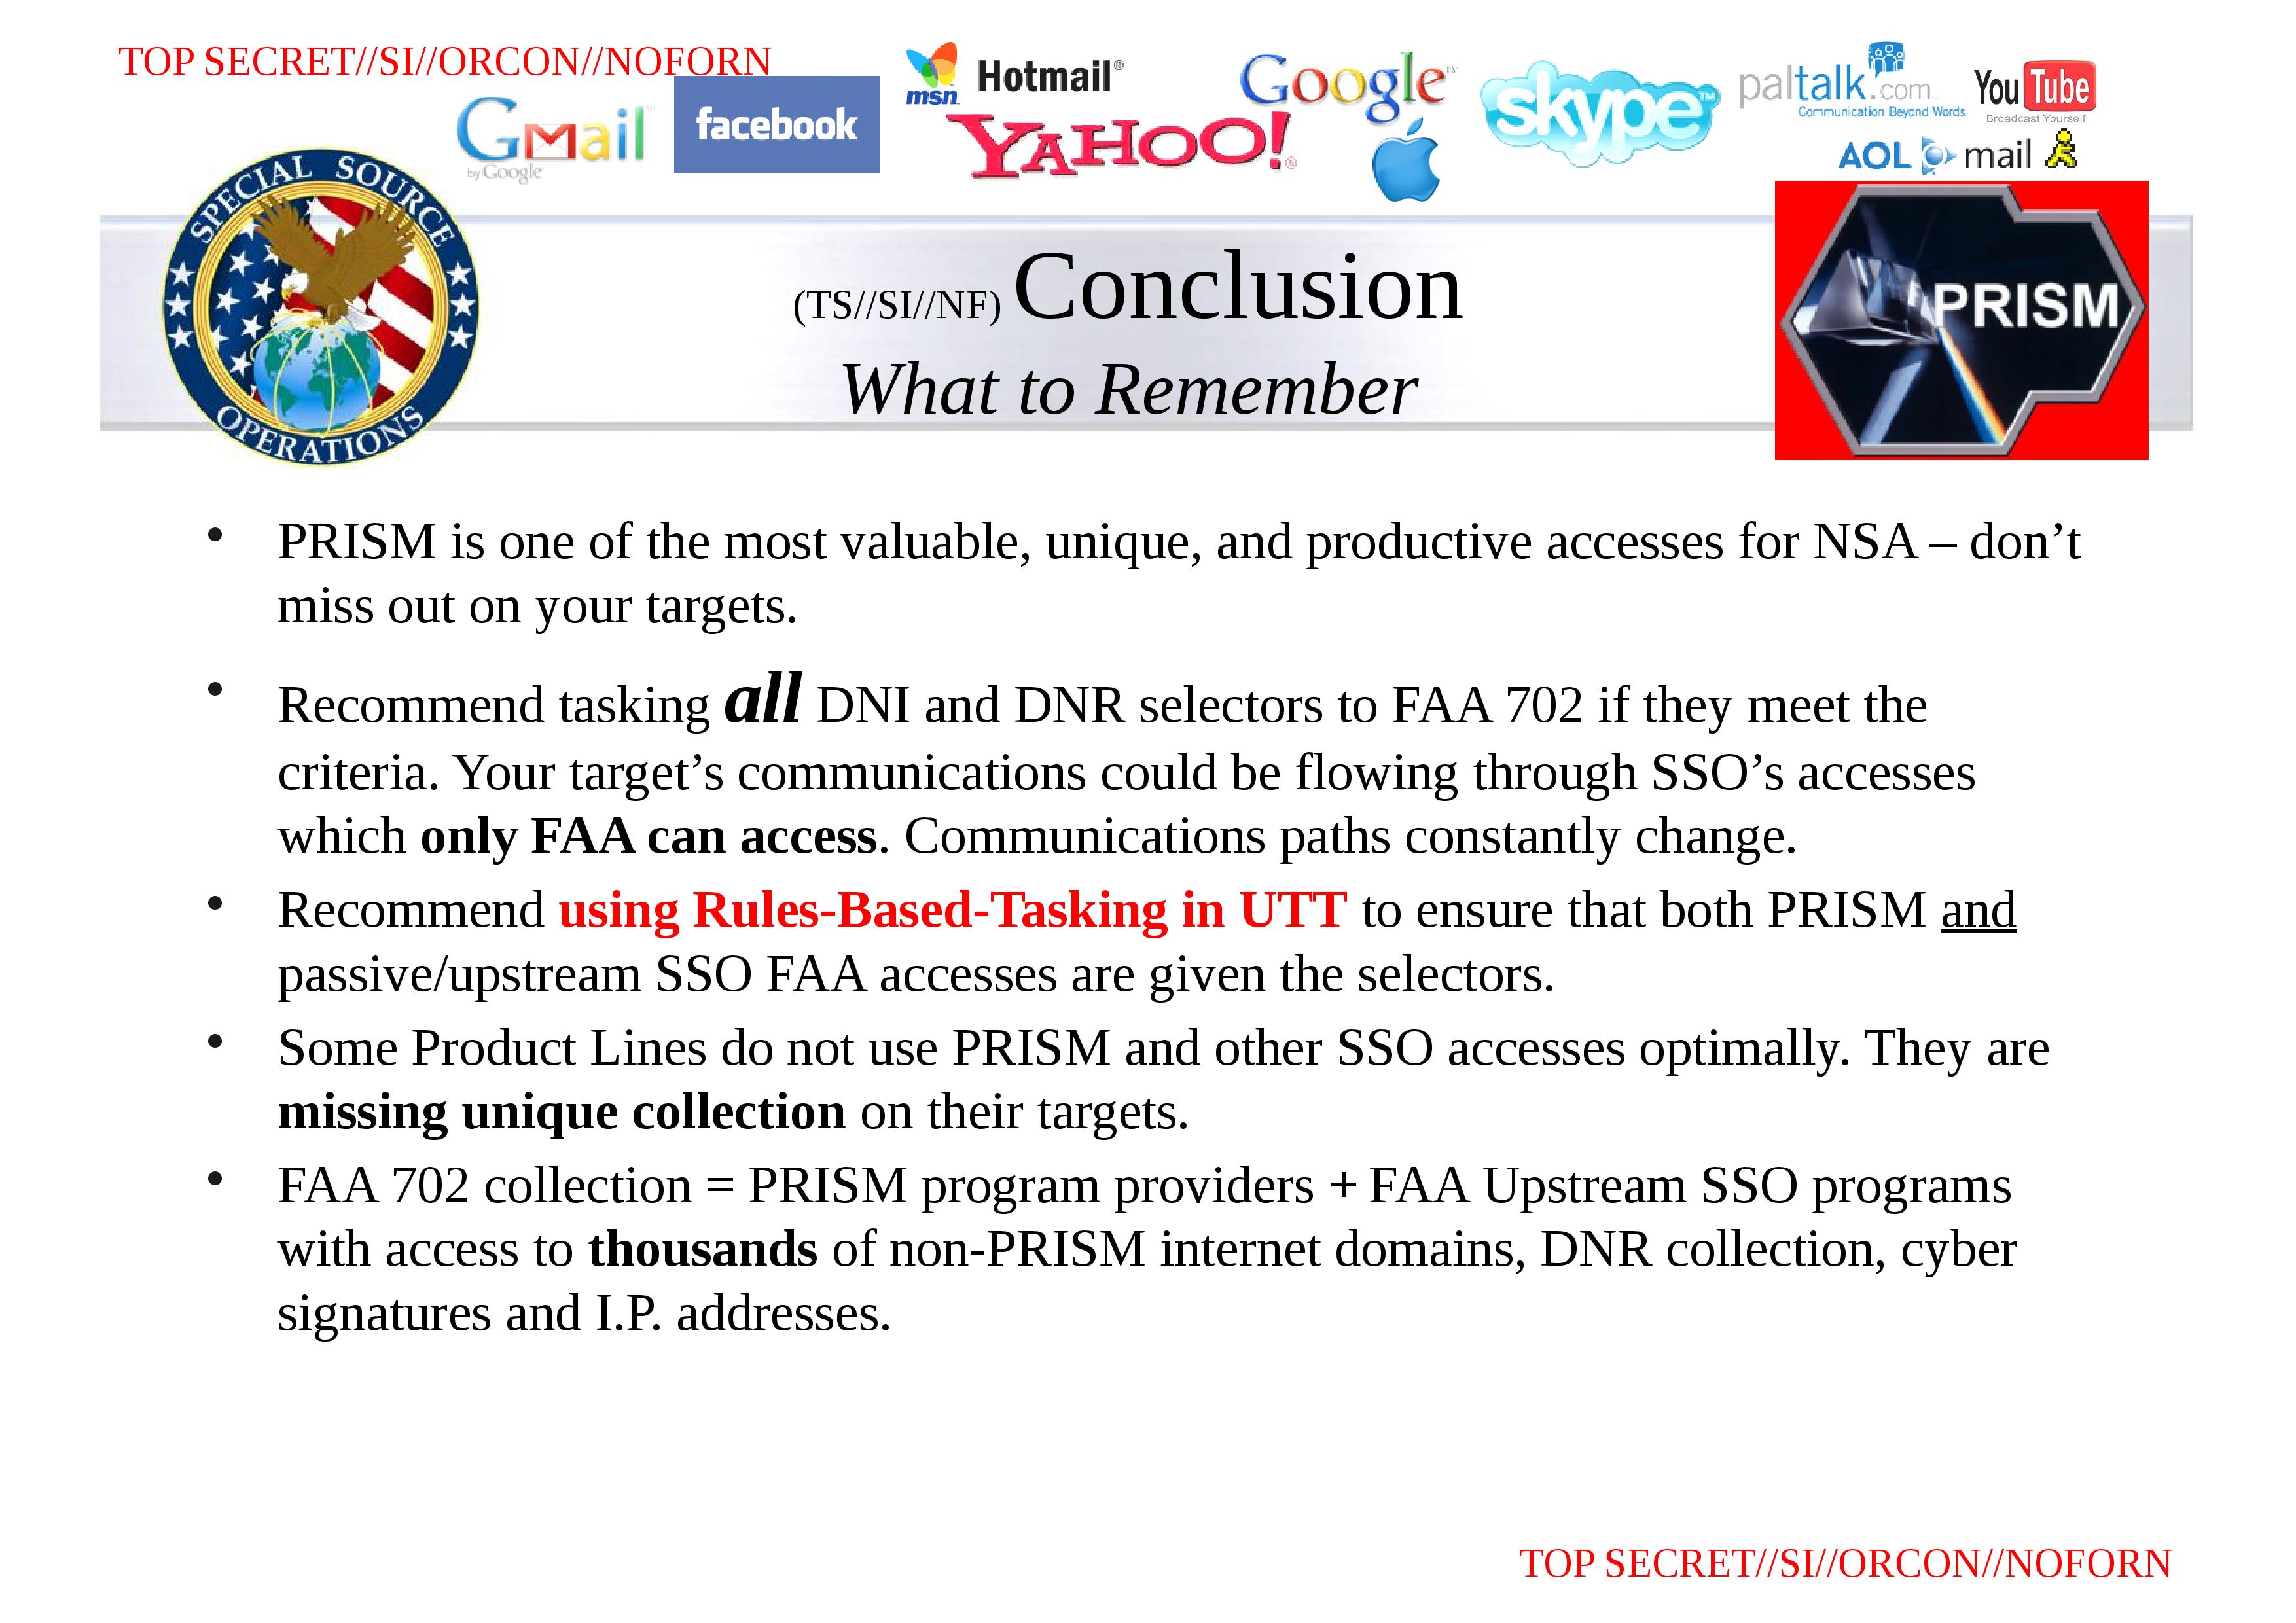 TOP SECRET//SI//ORCON//NOFORN
Gmail™
by Google
facebook
msn
Hotmail®
YAHOO!®
Google™
skype™
paltalk.com™
Communication Beyond Words
You Tube
Broadcast Yourself
AOL mail
SPECIAL SOURCE
OPERATIONS
PRISM
(TS//SI//NF) Conclusion
What to Remember
• PRISM is one of the most valuable, unique, and productive accesses for NSA – don’t
miss out on your targets.
• Recommend tasking all DNI and DNR selectors to FAA 702 if they meet the
criteria. Your target’s communications could be flowing through SSO’s accesses
which only FAA can access. Communications paths constantly change.
• Recommend using Rules-Based-Tasking in UTT to ensure that both PRISM and
passive/upstream SSO FAA accesses are given the selectors.
• Some Product Lines do not use PRISM and other SSO accesses optimally. They are
missing unique collection on their targets.
• FAA 702 collection = PRISM program providers + FAA Upstream SSO programs
with access to thousands of non-PRISM internet domains, DNR collection, cyber
signatures and I.P. addresses.
TOP SECRET//SI//ORCON//NOFORN